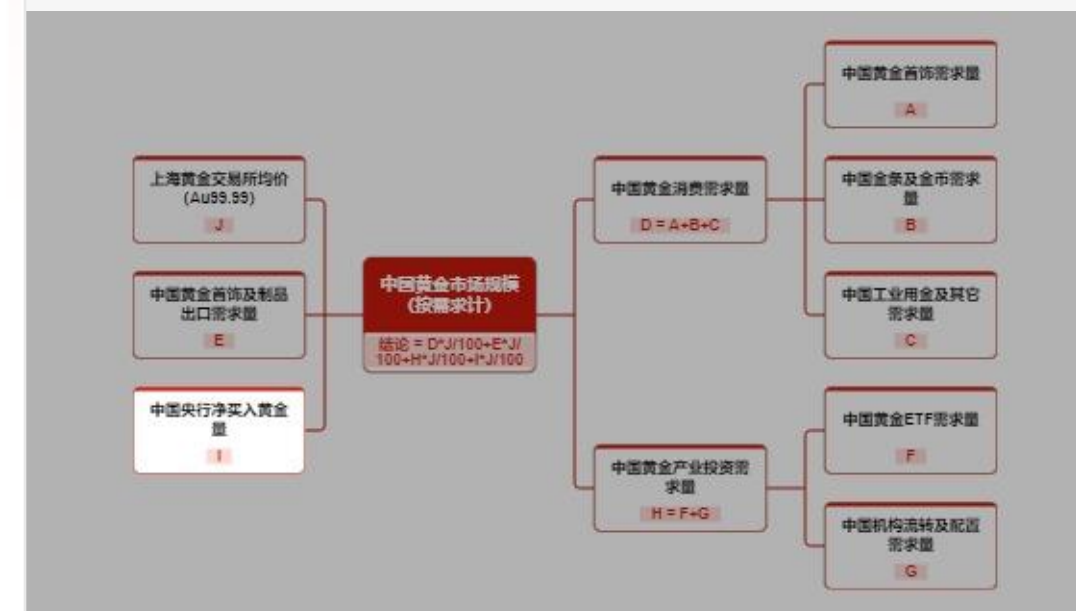 中国黄金首饰需求量
A
上海黄金交易所均价
(Au99.99)
J
中国黄金消费需求量
D = A+B+C
中国金条及金币需求
量
B
中国黄金首饰及制品
出口需求量
E
中国黄金市场规模
(按需求计)
结论 = D*J/100+E*J/
100+H*J/100+I*J/100
中国工业用金及其它
需求量
C
中国央行净买入黄金
量
I
中国黄金产业投资需
求量
H = F+G
中国黄金ETF需求量
F
中国机构流转及配置
需求量
G